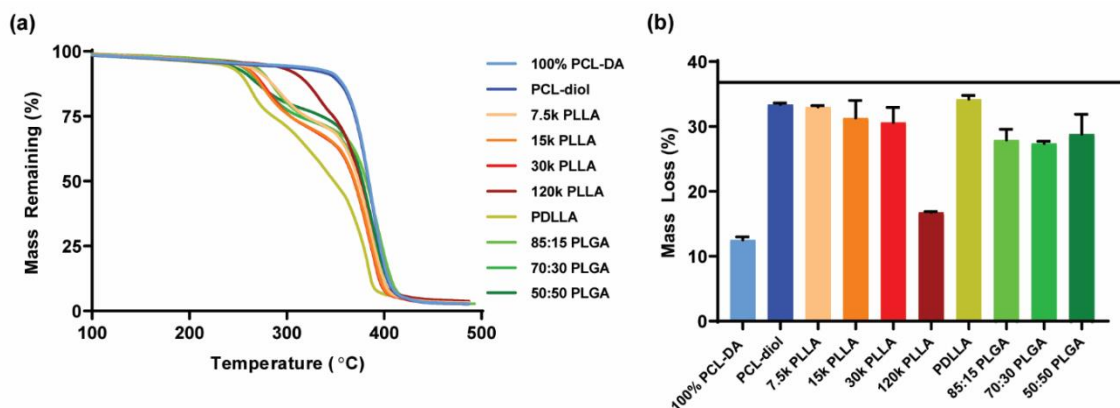 (a)
Mass Remaining (%)
100
75
50
25
0
100
200
300
400
500
Temperature (°C)
100% PCL-DA
PCL-diol
7.5k PLLA
15k PLLA
30k PLLA
120k PLLA
PDLLA
85:15 PLGA
70:30 PLGA
50:50 PLGA
(b)
Mass Loss (%)
40
30
20
10
0
100% PCL-DA
PCL-diol
7.5k PLLA
15k PLLA
30k PLLA
120k PLLA
PDLLA
85:15 PLGA
70:30 PLGA
50:50 PLGA